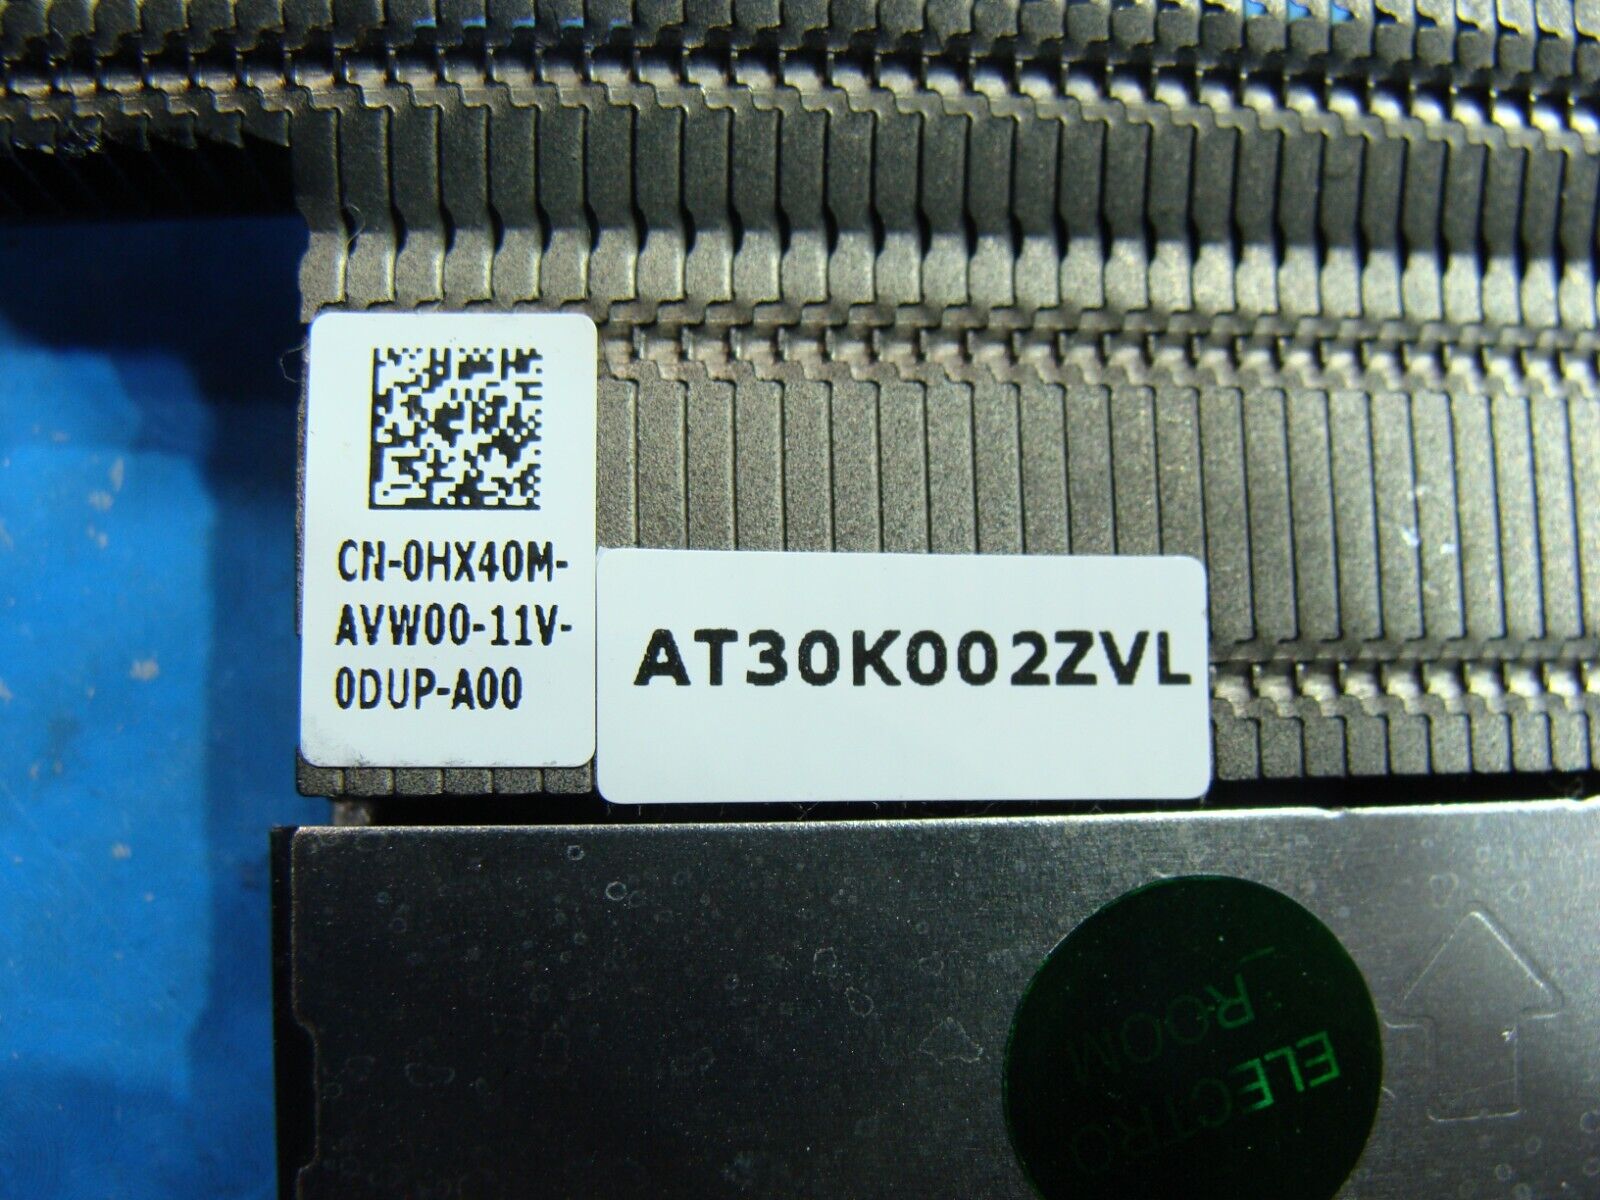 CN-0HX40M-
AVW00-11V-
0DUP-A00
AT30K002ZVL
ELECTRO
ROOM